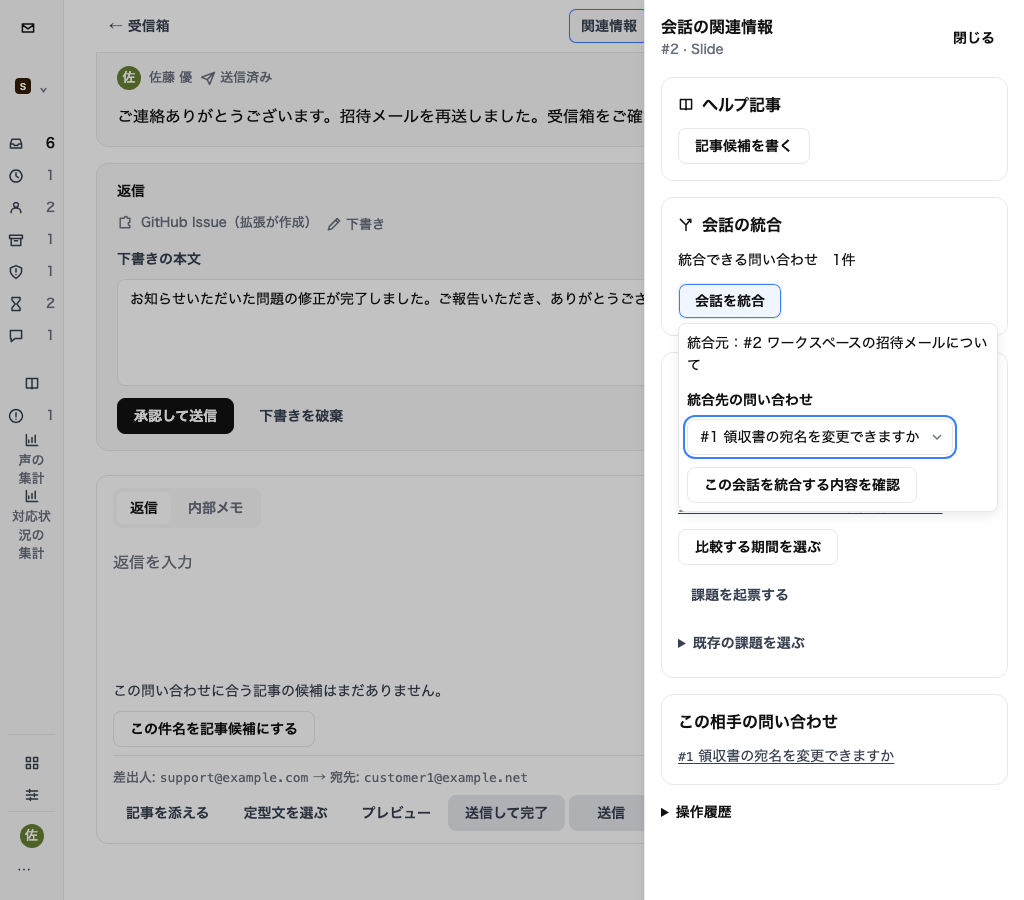 S
6
1
2
1
1
2
1
1
声の
集計
対応状
況の
集計
佐
...
← 受信箱
関連情報
佐 佐藤 優 送信済み
ご連絡ありがとうございます。招待メールを再送しました。受信箱をご確
返信
GitHub Issue（拡張が作成） 下書き
下書きの本文
お知らせいただいた問題の修正が完了しました。ご報告いただき、ありがとうござ
承認して送信 下書きを破棄
返信 内部メモ
返信を入力
この問い合わせに合う記事の候補はまだありません。
この件名を記事候補にする
差出人: support@example.com → 宛先: customer1@example.net
記事を添える 定型文を選ぶ プレビュー 送信して完了 送信
会話の関連情報
#2 · Slide
閉じる
ヘルプ記事
記事候補を書く
会話の統合
統合できる問い合わせ 1件
会話を統合
統合元：#2 ワークスペースの招待メールについ
て
統合先の問い合わせ
#1 領収書の宛名を変更できますか
この会話を統合する内容を確認
比較する期間を選ぶ
課題を起票する
▶ 既存の課題を選ぶ
この相手の問い合わせ
#1 領収書の宛名を変更できますか
▶ 操作履歴